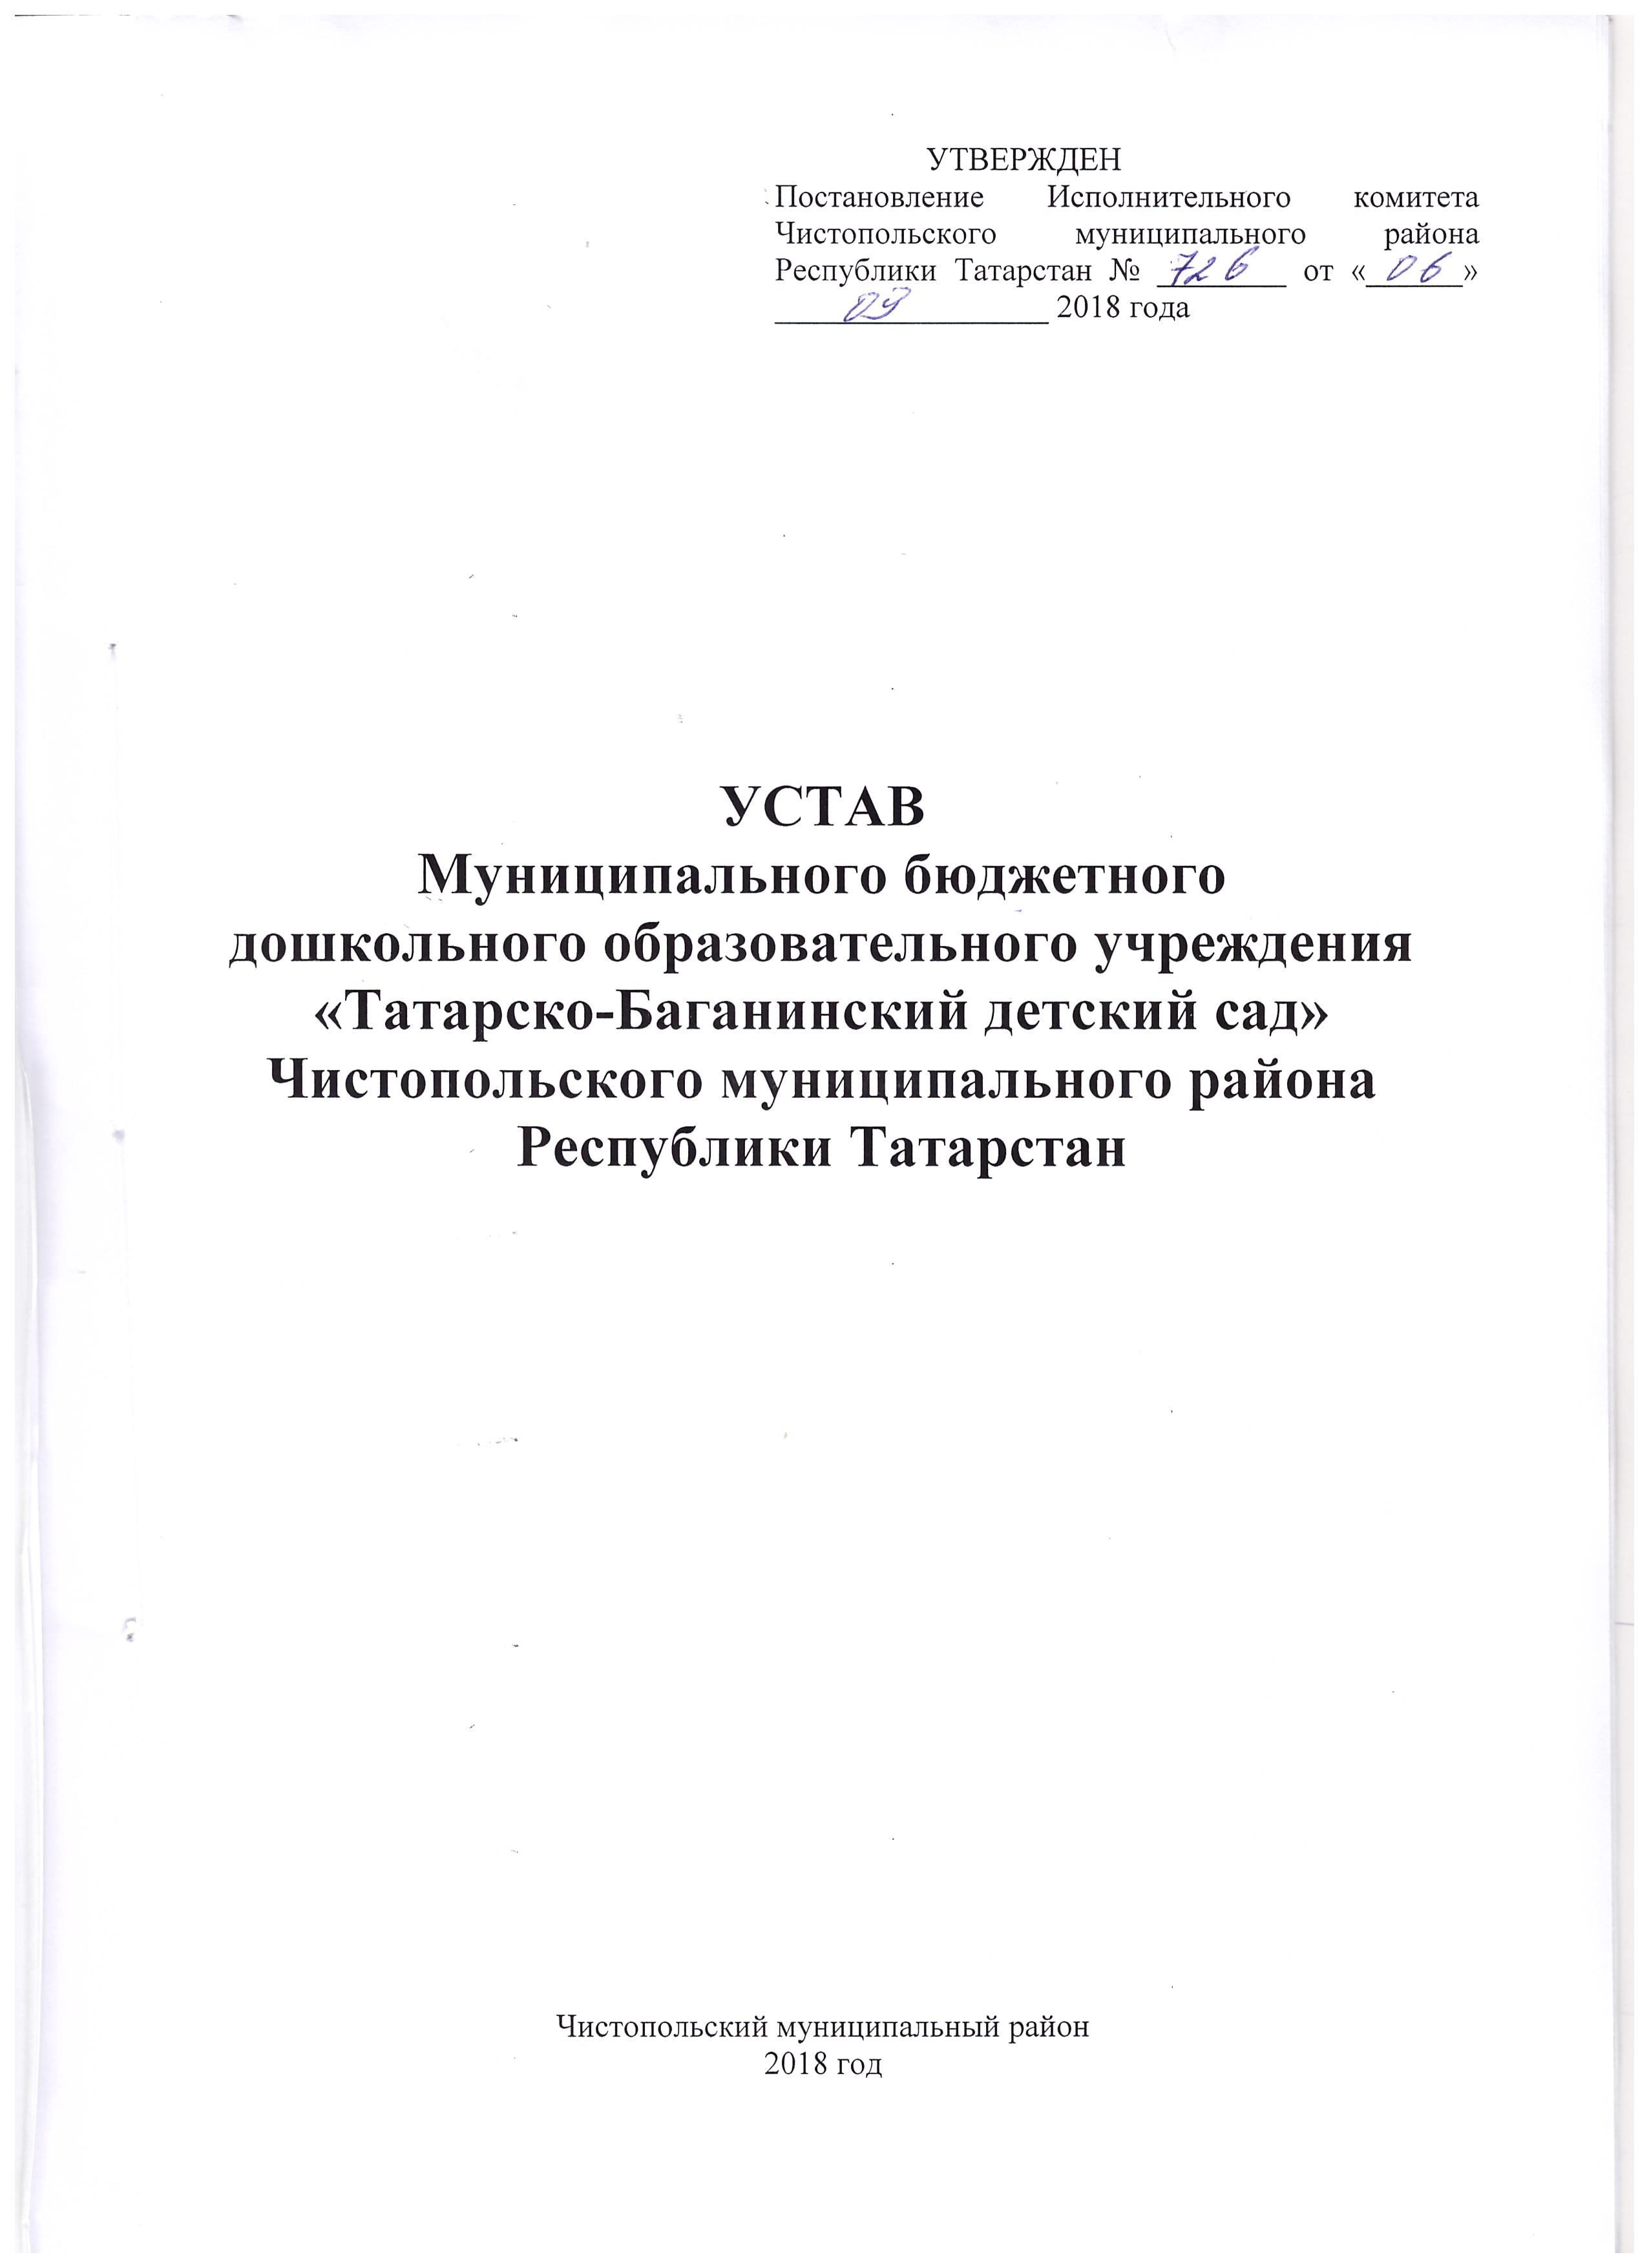 УТВЕРЖДЕН
Постановление Исполнительного комитета
Чистопольского муниципального района
Республики Татарстан № 726 от «06»
09 2018 года
УСТАВ
Муниципального бюджетного
дошкольного образовательного учреждения
«Татарско-Баганинский детский сад»
Чистопольского муниципального района
Республики Татарстан
Чистопольский муниципальный район
2018 год